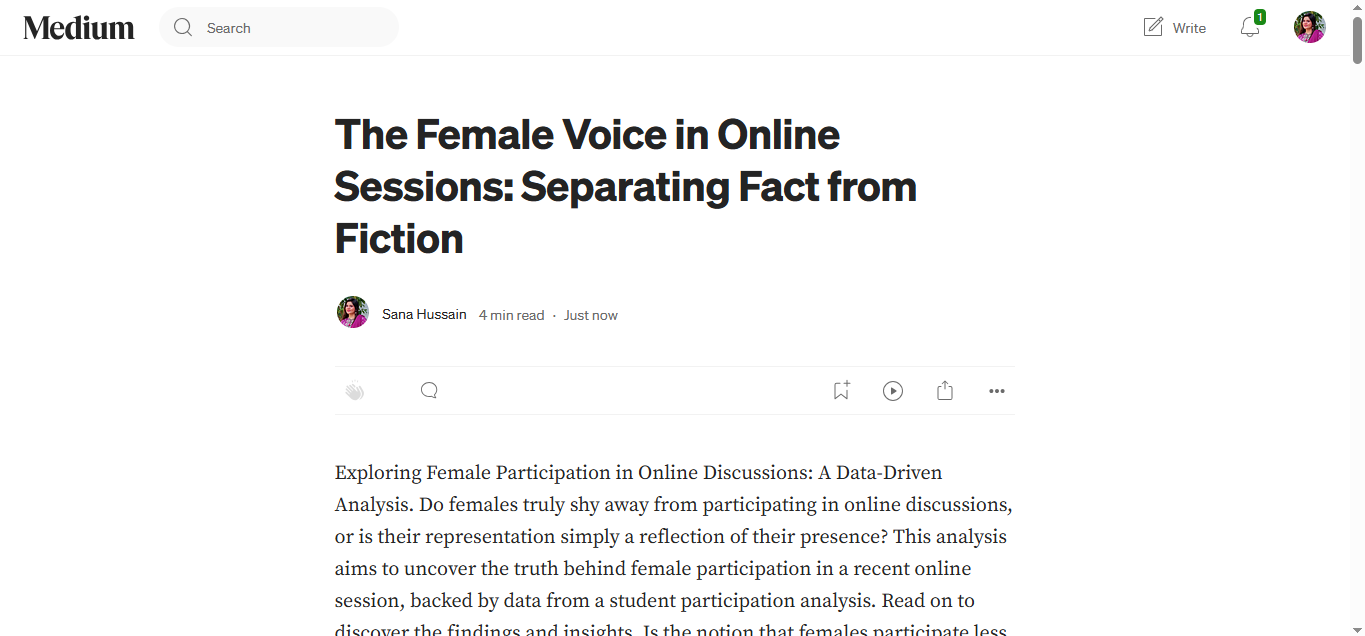 Medium
Search
Write
1
The Female Voice in Online
Sessions: Separating Fact from
Fiction
Sana Hussain 4 min read · Just now
Exploring Female Participation in Online Discussions: A Data-Driven
Analysis. Do females truly shy away from participating in online discussions,
or is their representation simply a reflection of their presence? This analysis
aims to uncover the truth behind female participation in a recent online
session, backed by data from a student participation analysis. Read on to
discover the findings and insights. Is the notion that females participate less